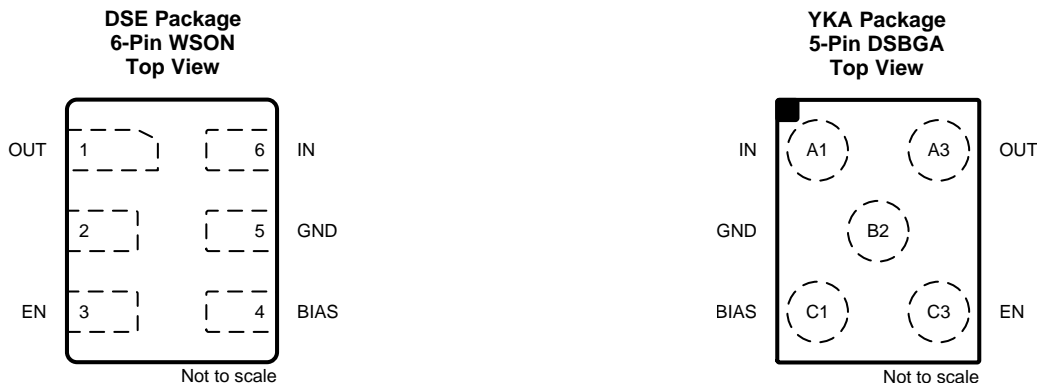 DSE Package
6-Pin WSON
Top View
OUT 1 6 IN
2 5 GND
EN 3 4 BIAS
Not to scale
YKA Package
5-Pin DSBGA
Top View
IN A1 A3 OUT
GND B2
BIAS C1 C3 EN
Not to scale